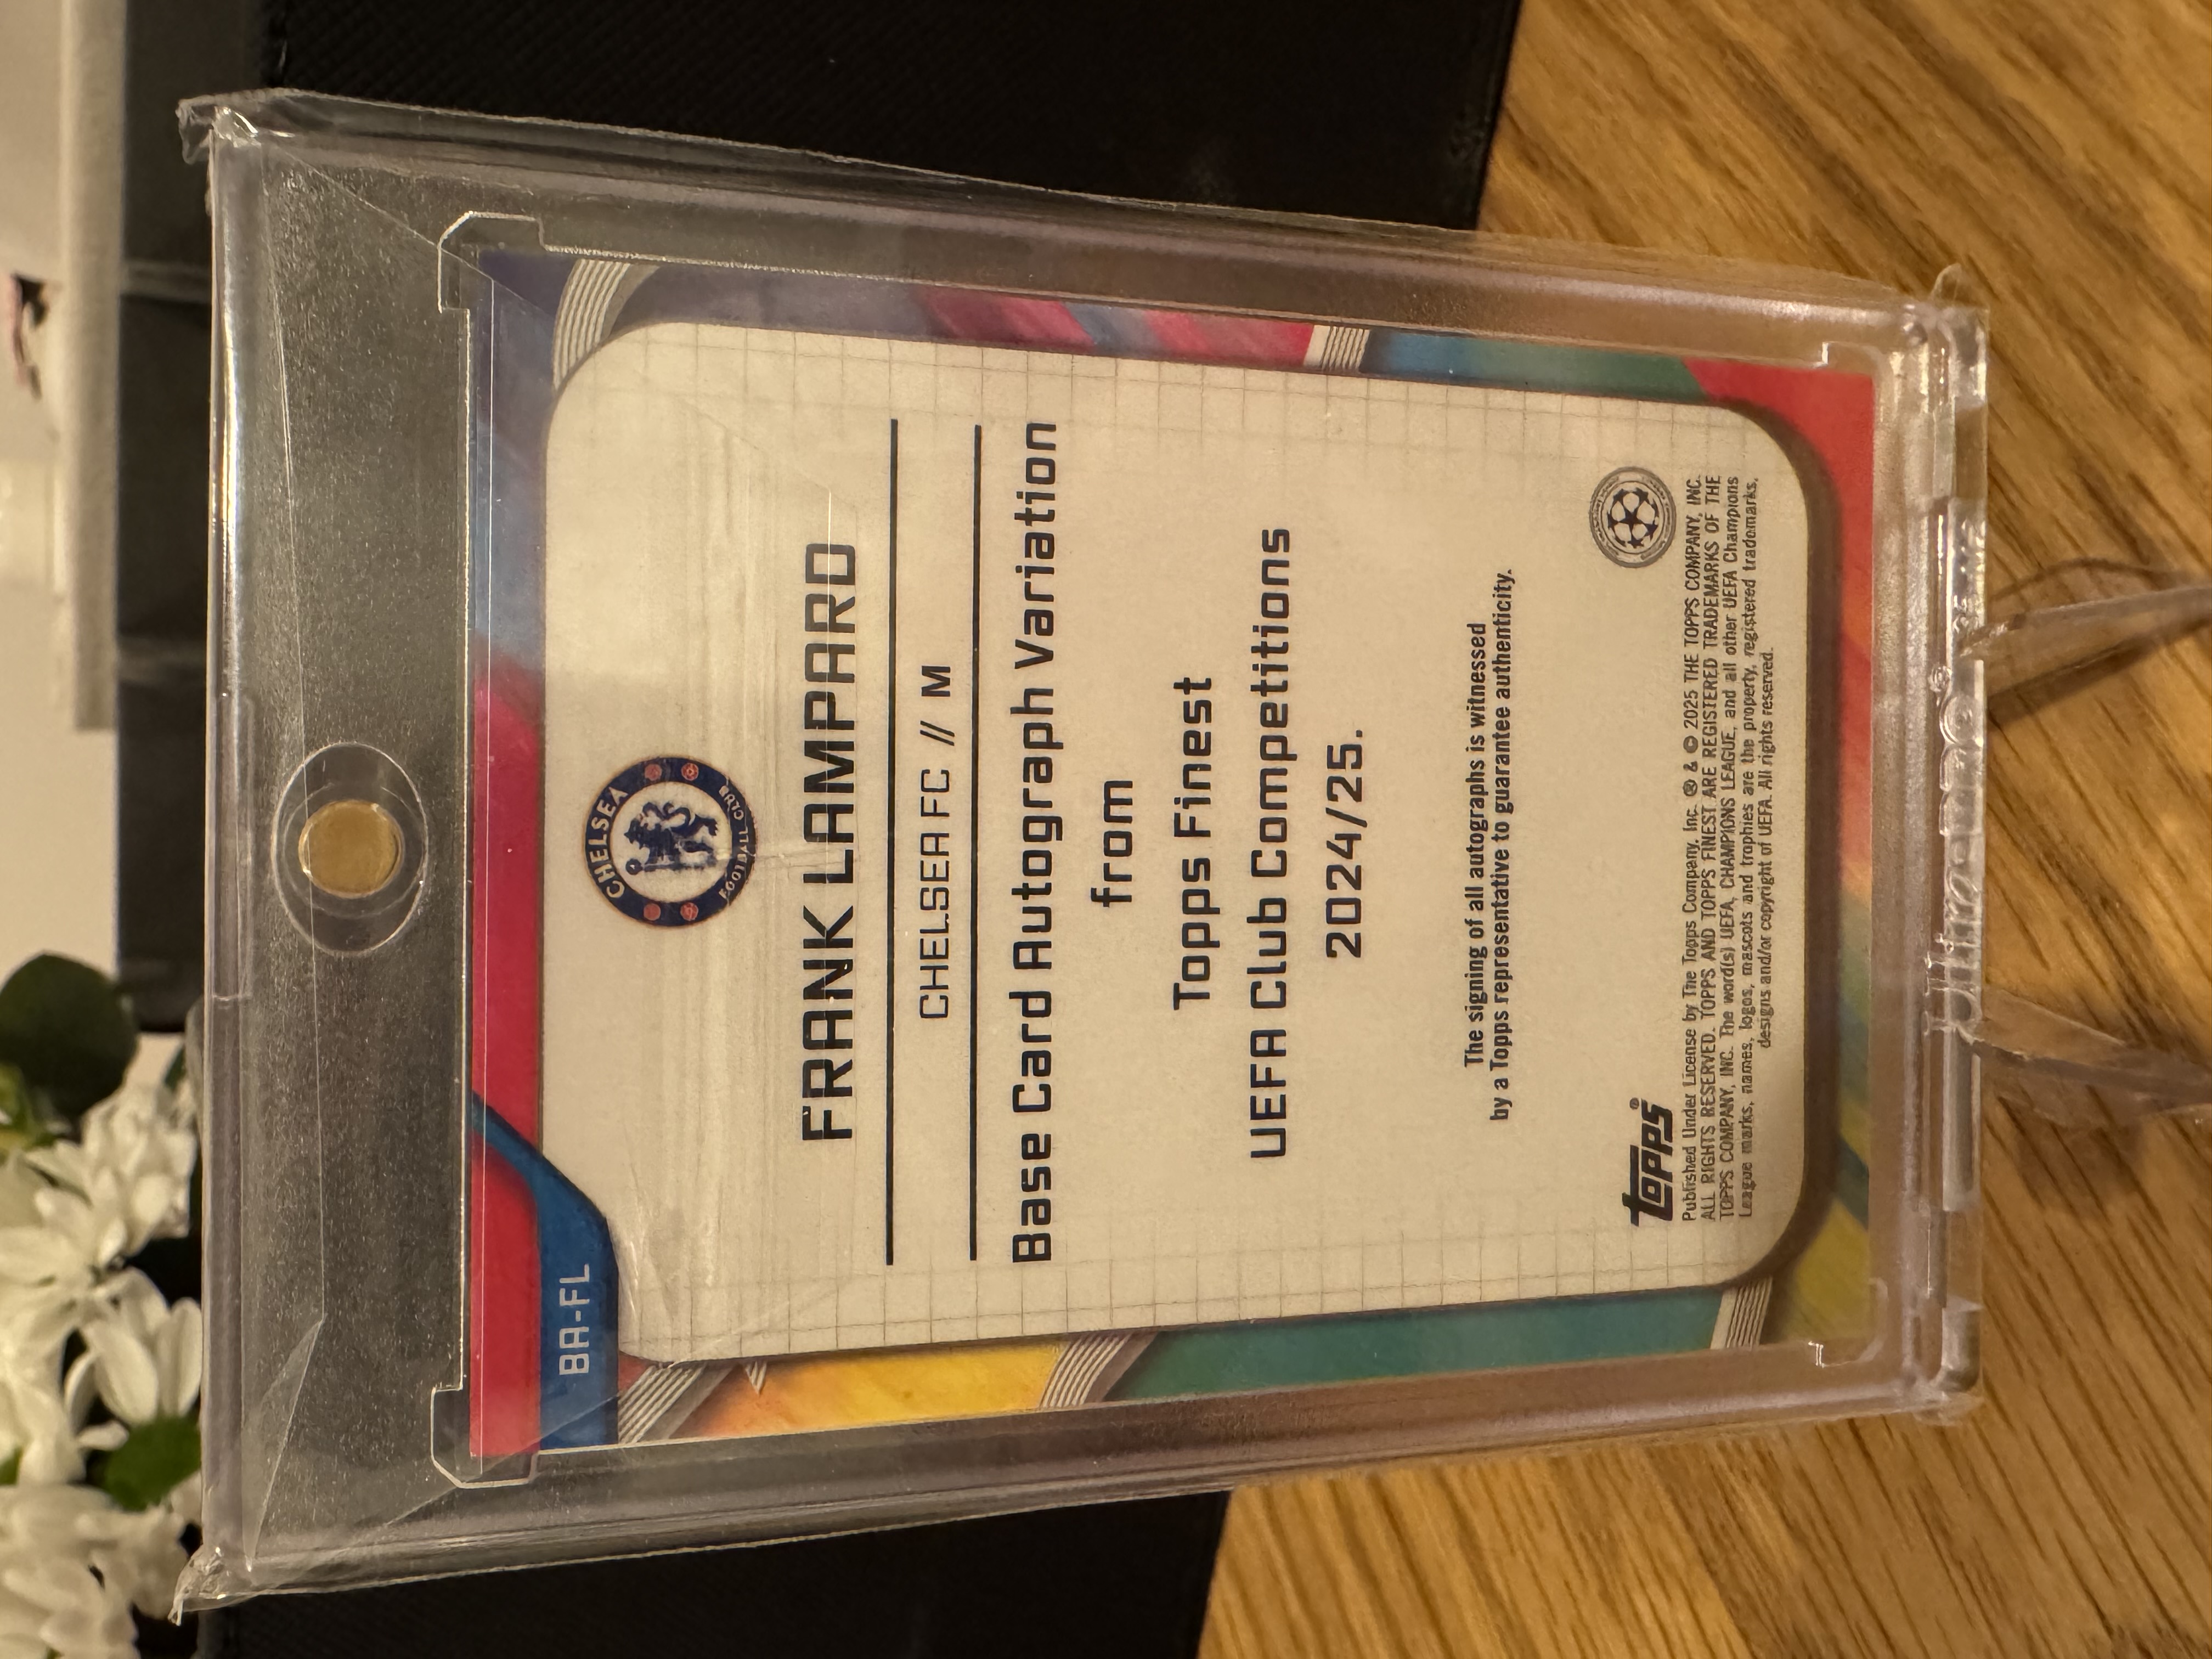 BA-FL
CHELSEA
FOOTBALL CLUB
FRANK LAMPARD
CHELSEA FC // M
Base Card Autograph Variation
from
Topps Finest
UEFA Club Competitions
2024/25.
The signing of all autographs is witnessed
by a Topps representative to guarantee authenticity.
topps®
Published Under License by The Topps Company, Inc. ® & © 2025 THE TOPPS COMPANY, INC.
ALL RIGHTS RESERVED. TOPPS AND TOPPS FINEST ARE REGISTERED TRADEMARKS OF THE
TOPPS COMPANY, INC. The word(s) UEFA, CHAMPIONS LEAGUE, and all other UEFA Champions
League marks, names, logos, mascots and trophies are the property, registered trademarks,
designs and/or copyright of UEFA. All rights reserved.